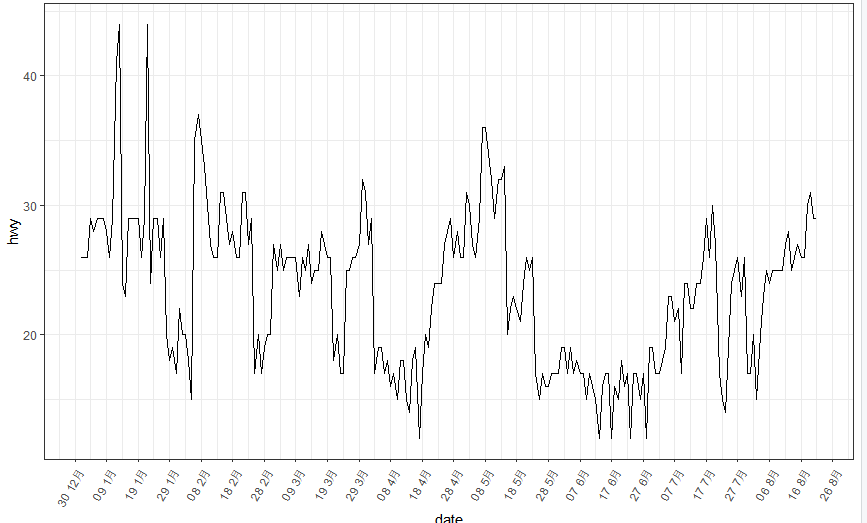 hwy
40
30
20
30 12月
09 1月
19 1月
29 1月
08 2月
18 2月
28 2月
09 3月
19 3月
29 3月
08 4月
18 4月
28 4月
08 5月
18 5月
28 5月
07 6月
17 6月
27 6月
07 7月
17 7月
27 7月
06 8月
16 8月
26 8月
date